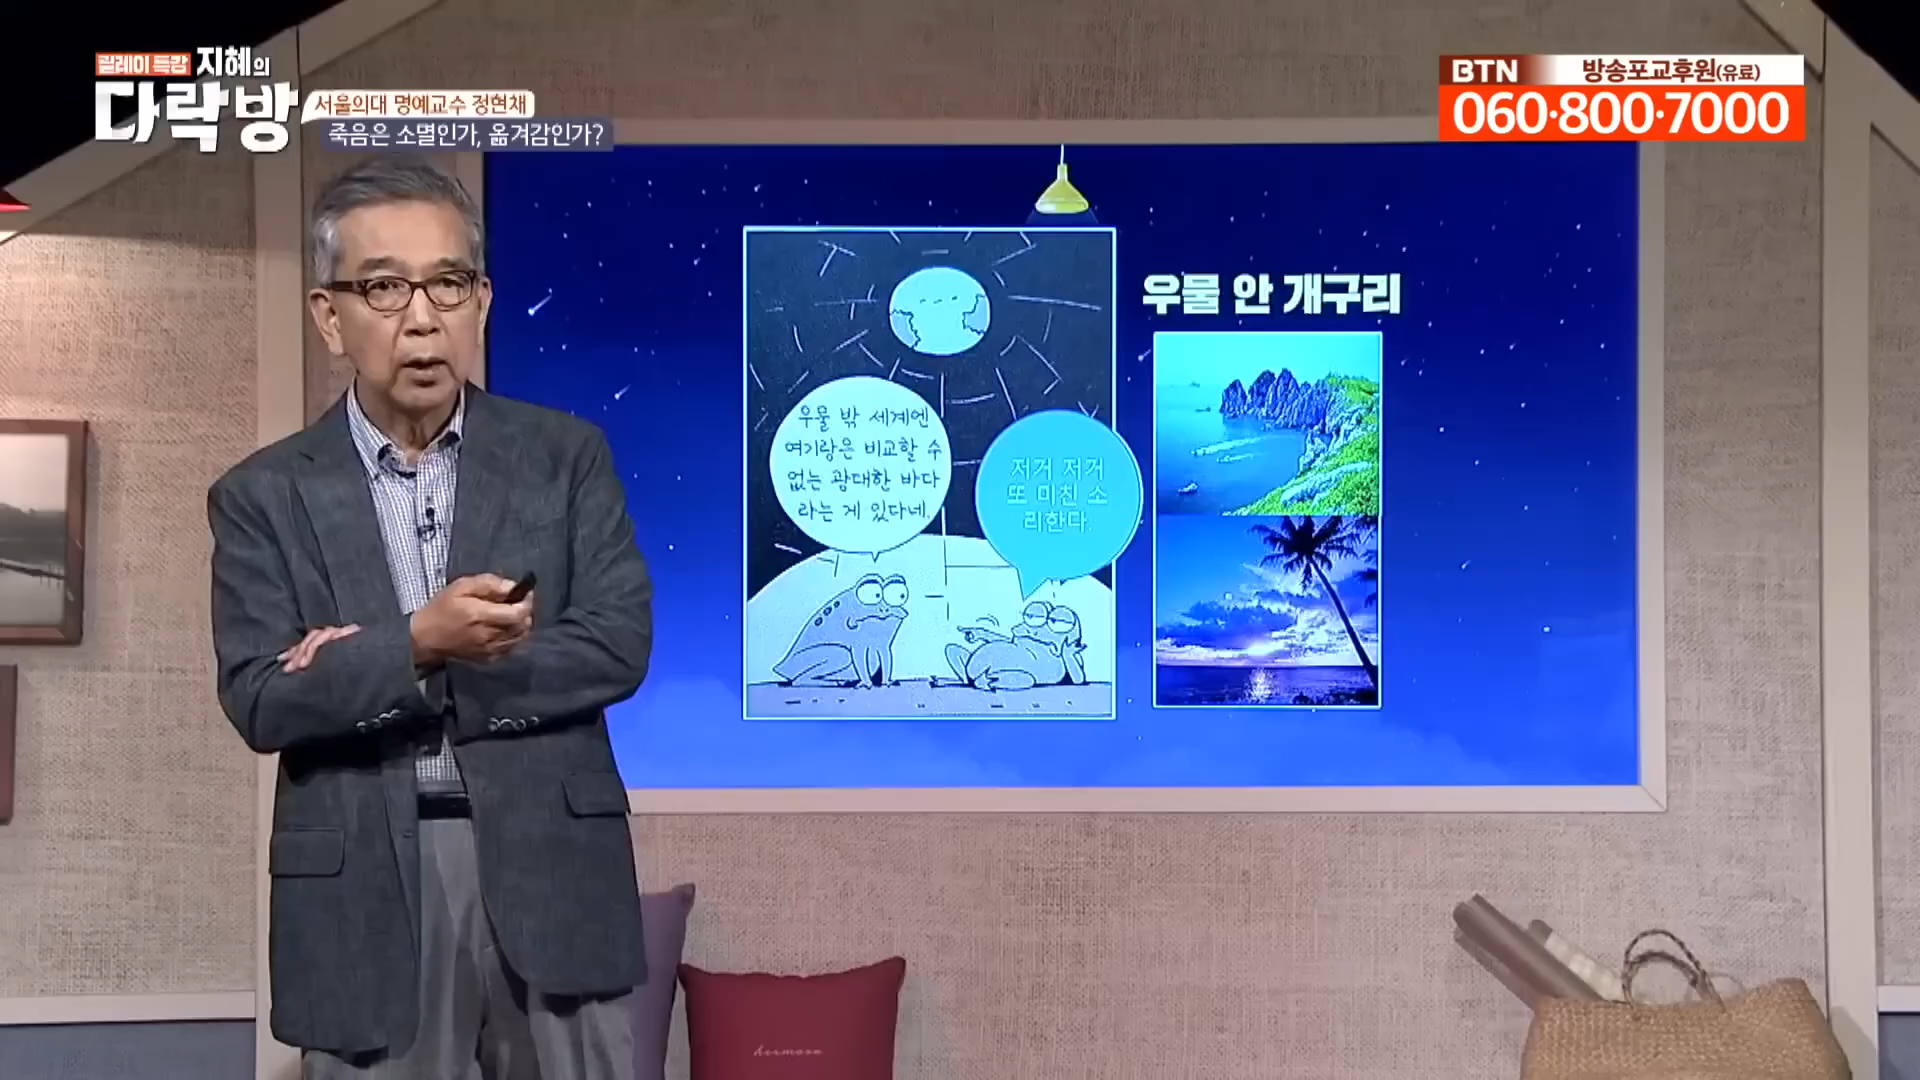 릴레이 특강 지혜의
다락방
서울의대 명예교수 정현채
죽음은 소멸인가, 옮겨감인가?
BTN 방송포교후원(유료)
060·800·7000
우물 안 개구리
우물 밖 세계엔
여기랑은 비교할 수
없는 광대한 바다
라는 게 있다네.
저거 저거
또 미친 소
리한다.
hermosa